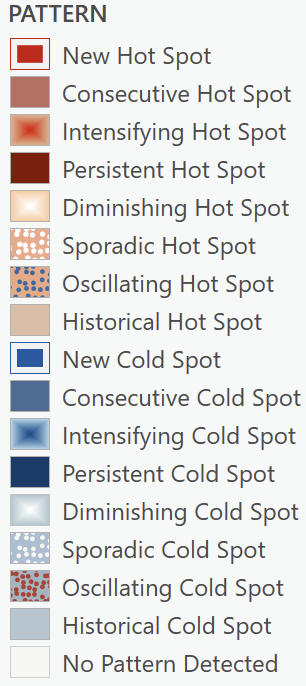 PATTERN
New Hot Spot
Consecutive Hot Spot
Intensifying Hot Spot
Persistent Hot Spot
Diminishing Hot Spot
Sporadic Hot Spot
Oscillating Hot Spot
Historical Hot Spot
New Cold Spot
Consecutive Cold Spot
Intensifying Cold Spot
Persistent Cold Spot
Diminishing Cold Spot
Sporadic Cold Spot
Oscillating Cold Spot
Historical Cold Spot
No Pattern Detected